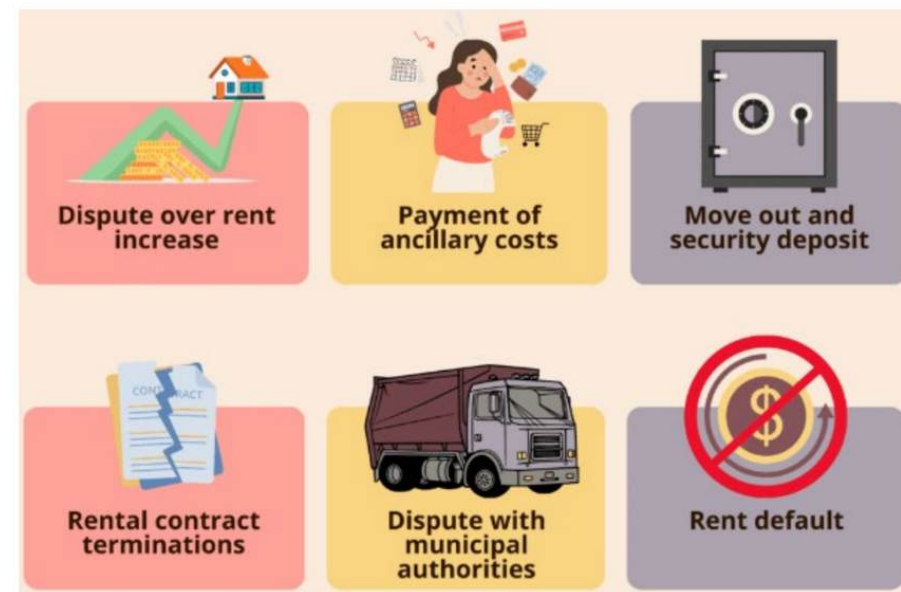 Dispute over rent
increase
Payment of
ancillary costs
Move out and
security deposit
CONTRACT
Rental contract
terminations
Dispute with
municipal
authorities
$
Rent default